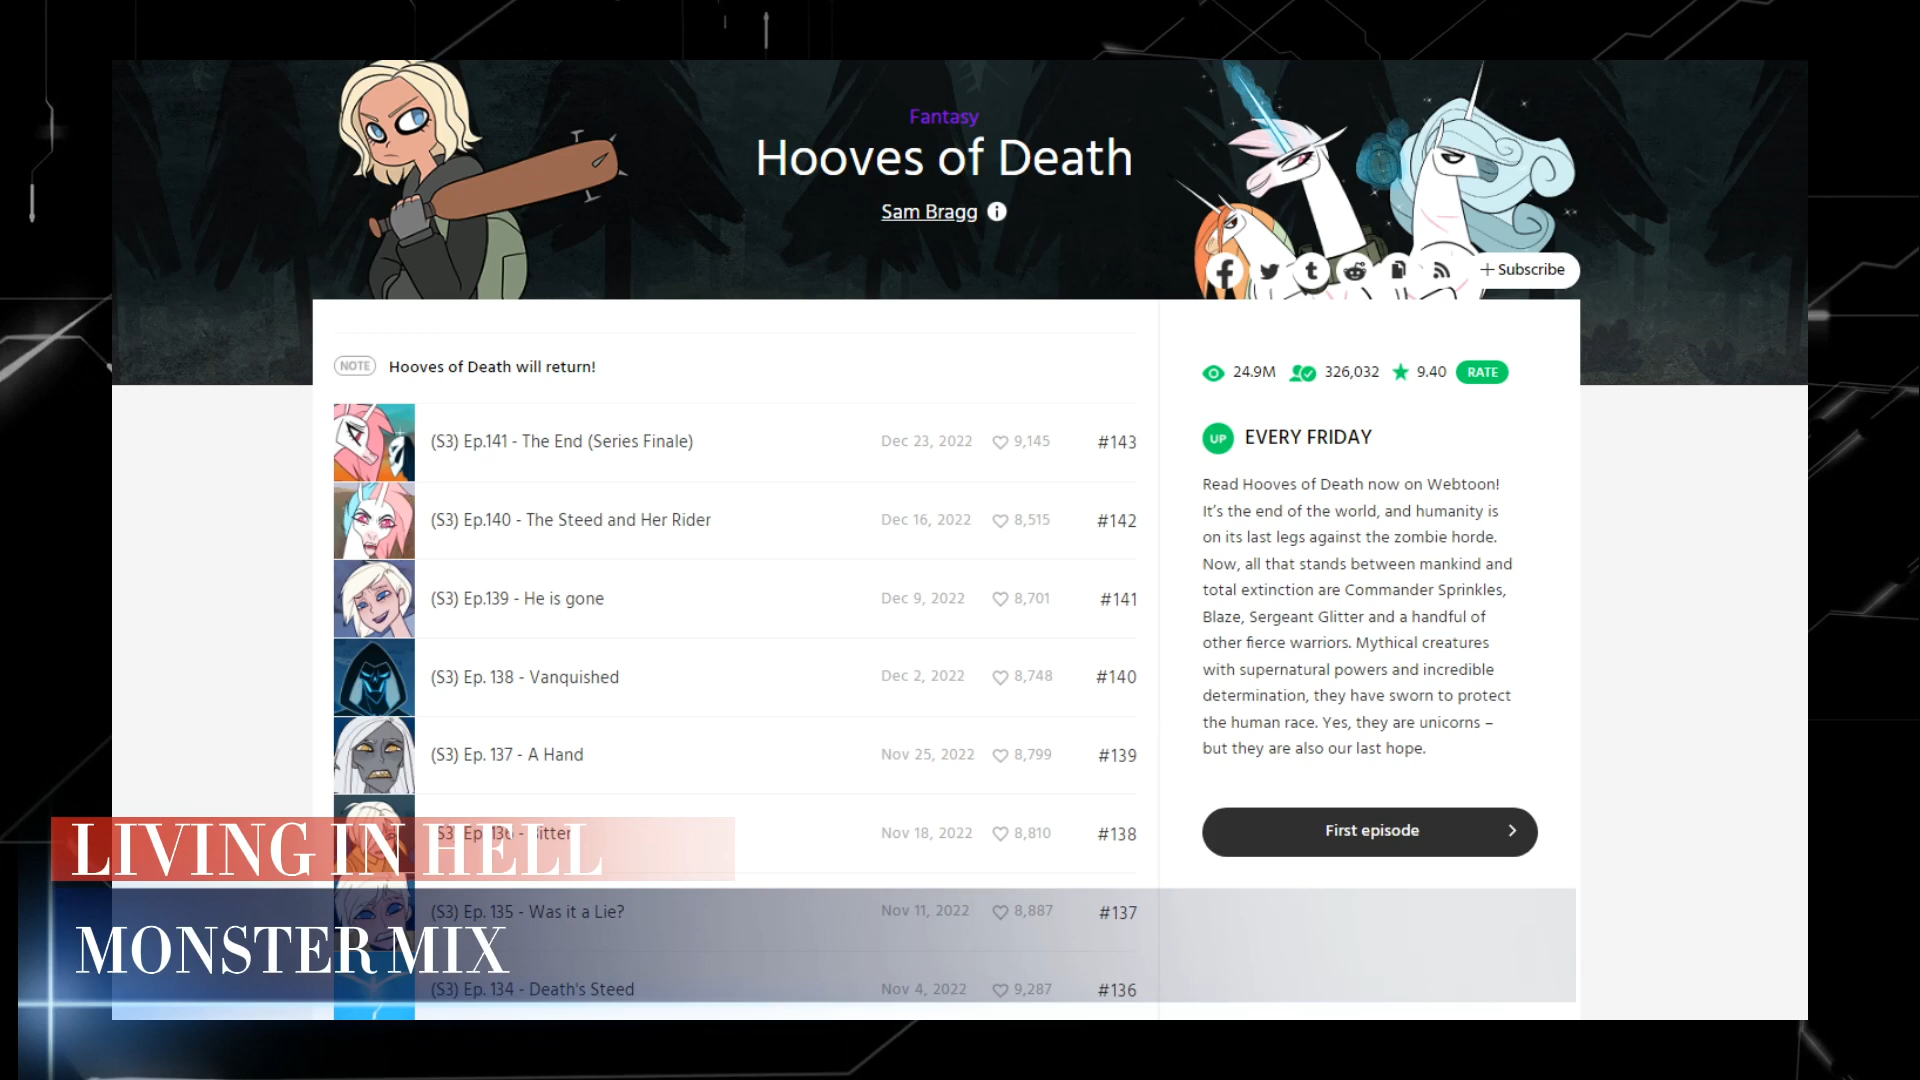 Fantasy
Hooves of Death
Sam Bragg
+ Subscribe
NOTE Hooves of Death will return!
(S3) Ep.141 - The End (Series Finale) Dec 23, 2022 9,145 #143
(S3) Ep.140 - The Steed and Her Rider Dec 16, 2022 8,515 #142
(S3) Ep.139 - He is gone Dec 9, 2022 8,701 #141
(S3) Ep. 138 - Vanquished Dec 2, 2022 8,748 #140
(S3) Ep. 137 - A Hand Nov 25, 2022 8,799 #139
(S3) Ep. 136 - Bitter Nov 18, 2022 8,810 #138
(S3) Ep. 135 - Was it a Lie? Nov 11, 2022 8,887 #137
(S3) Ep. 134 - Death's Steed Nov 4, 2022 9,287 #136
24.9M 326,032 9.40 RATE
UP EVERY FRIDAY
Read Hooves of Death now on Webtoon!
It’s the end of the world, and humanity is
on its last legs against the zombie horde.
Now, all that stands between mankind and
total extinction are Commander Sprinkles,
Blaze, Sergeant Glitter and a handful of
other fierce warriors. Mythical creatures
with supernatural powers and incredible
determination, they have sworn to protect
the human race. Yes, they are unicorns –
but they are also our last hope.
First episode
LIVING IN HELL
MONSTER MIX